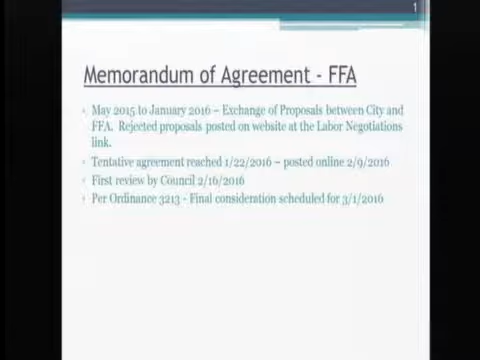 1
Memorandum of Agreement - FFA
May 2015 to January 2016 – Exchange of Proposals between City and
FFA. Rejected proposals posted on website at the Labor Negotiations
link.
Tentative agreement reached 1/22/2016 – posted online 2/9/2016
First review by Council 2/16/2016
Per Ordinance 3213 - Final consideration scheduled for 3/1/2016